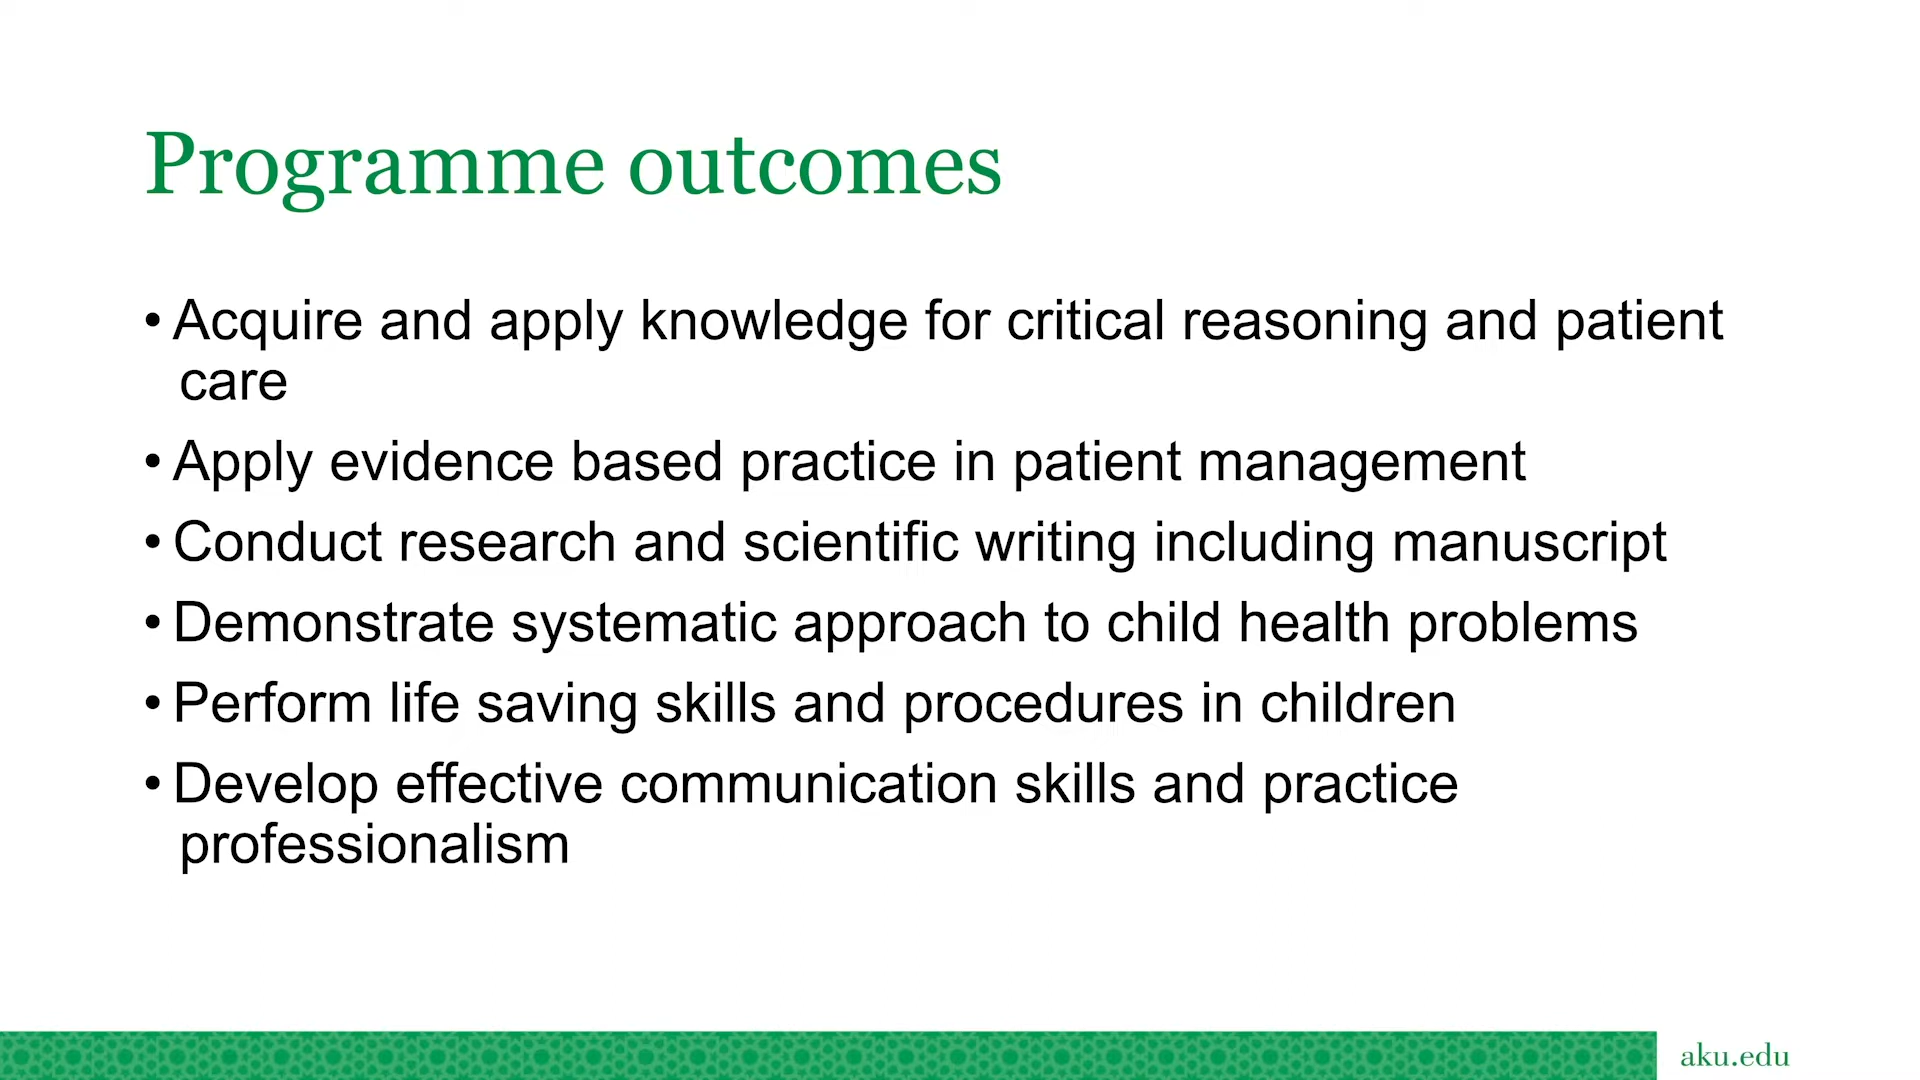 Programme outcomes
• Acquire and apply knowledge for critical reasoning and patient
care
• Apply evidence based practice in patient management
• Conduct research and scientific writing including manuscript
• Demonstrate systematic approach to child health problems
• Perform life saving skills and procedures in children
• Develop effective communication skills and practice
professionalism
aku.edu